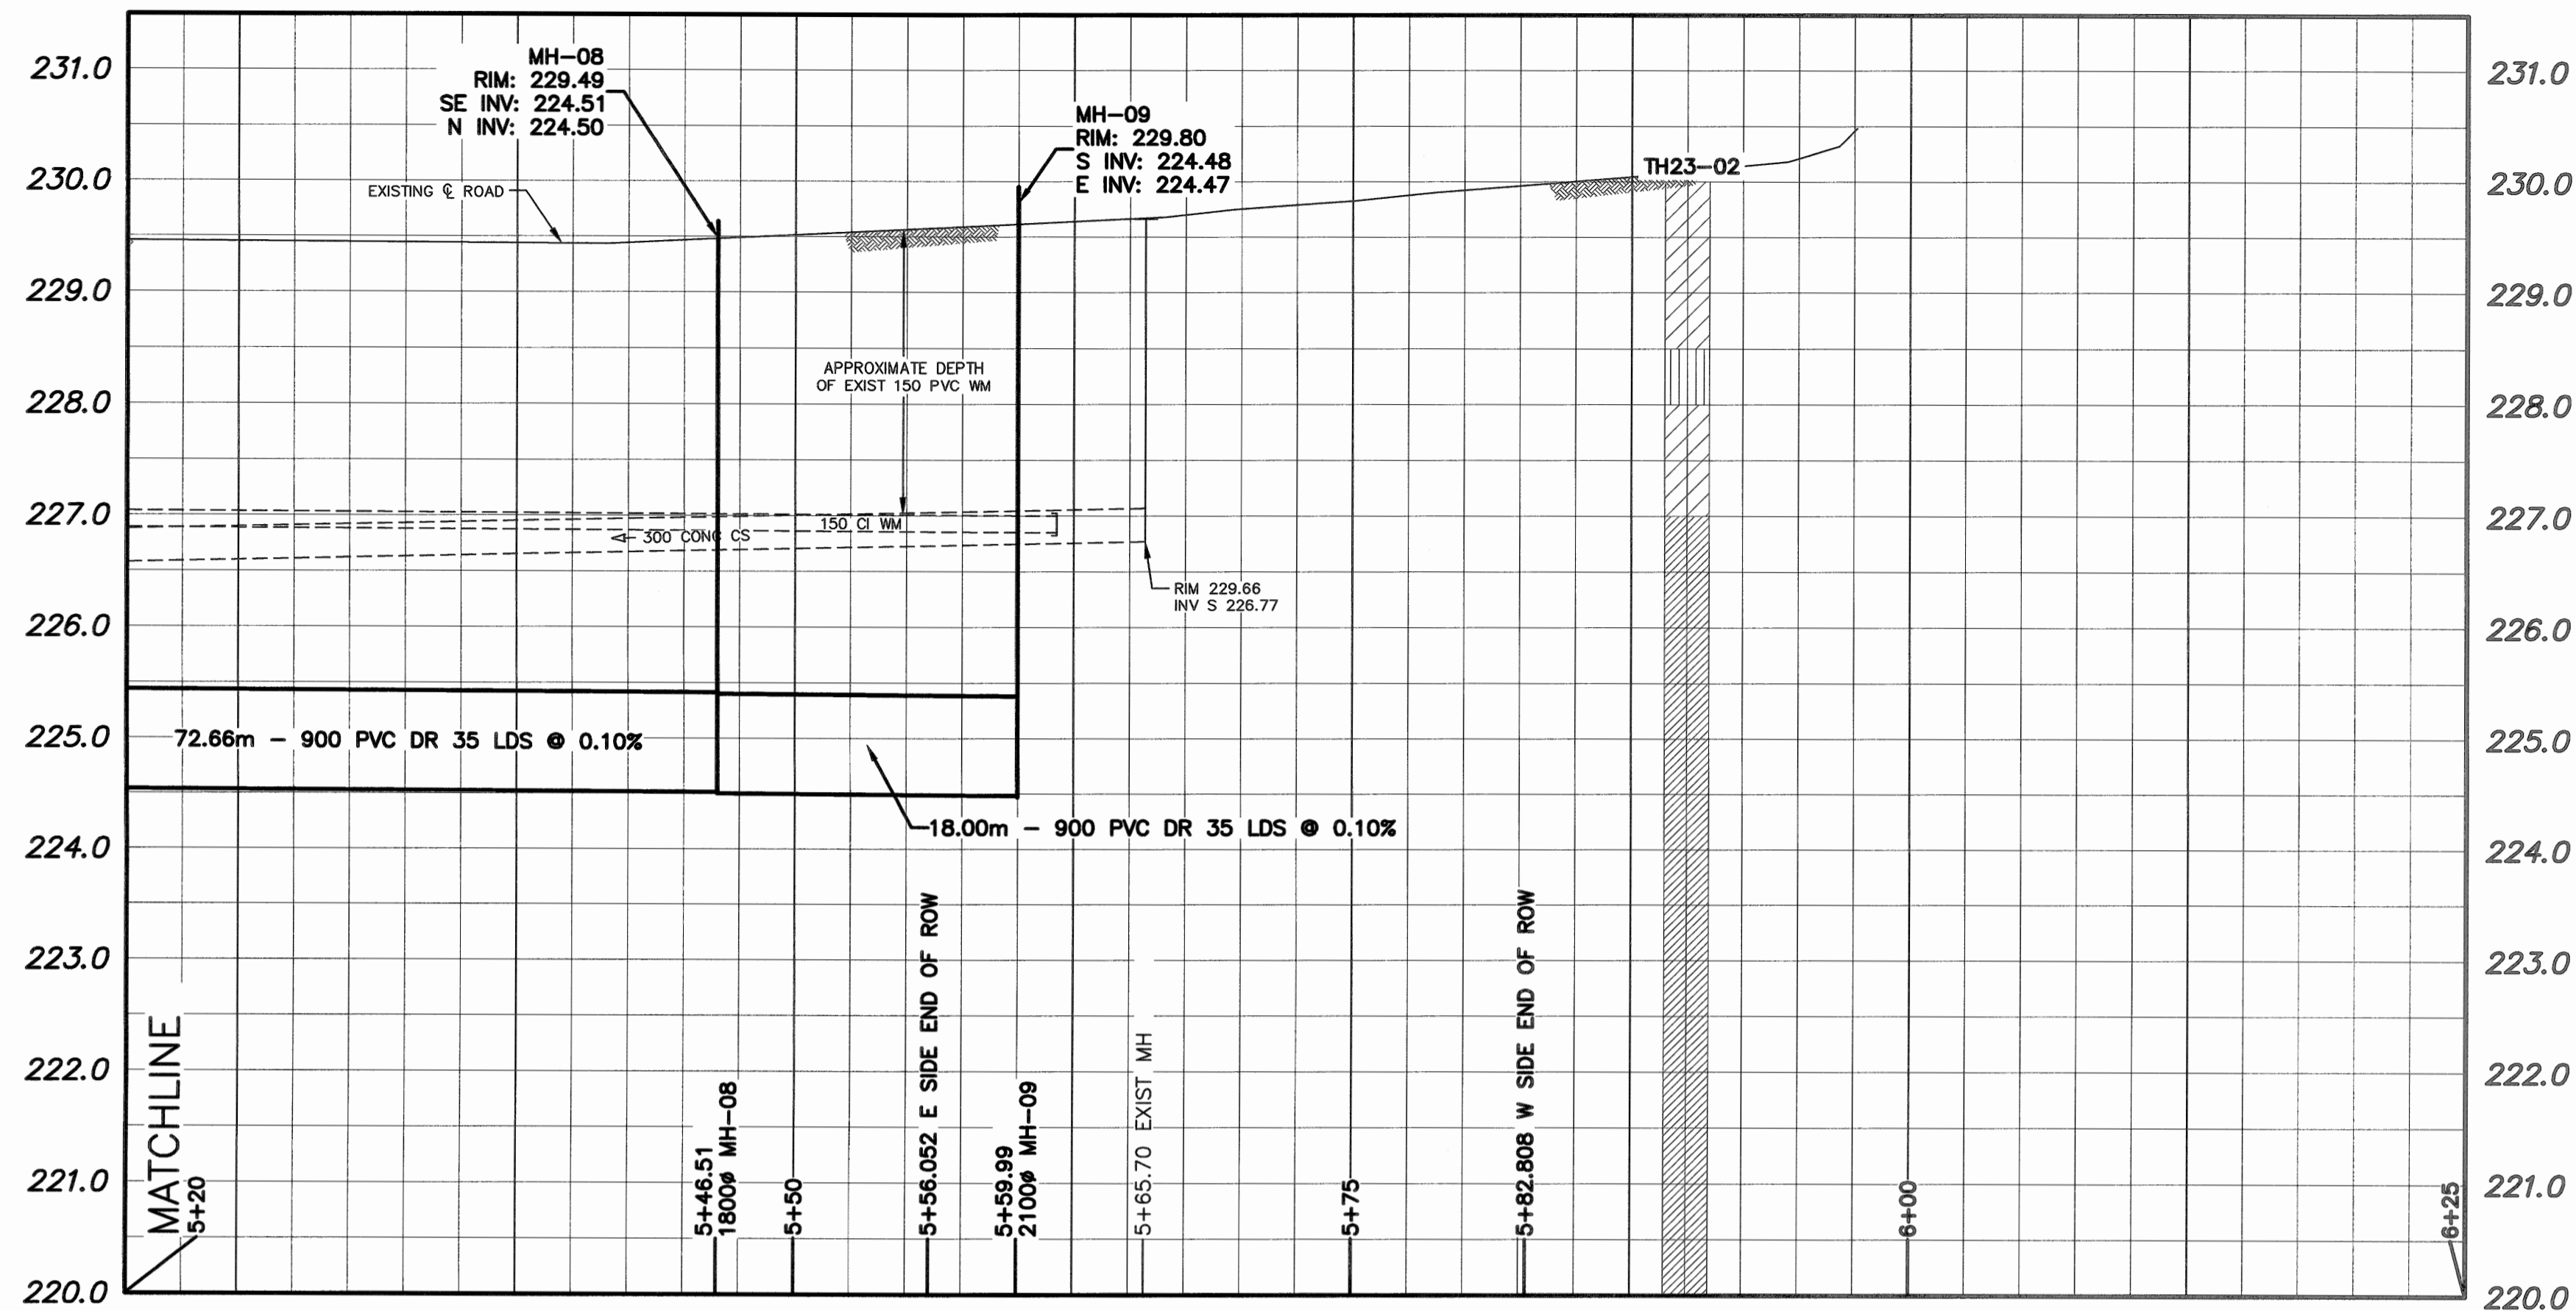 MH-08
RIM: 229.49
SE INV: 224.51
N INV: 224.50
MH-09
RIM: 229.80
S INV: 224.48
E INV: 224.47
TH23-02
EXISTING ℄ ROAD
APPROXIMATE DEPTH
OF EXIST 150 PVC WM
150 CI WM
300 CONC CS
RIM 229.66
INV S 226.77
72.66m - 900 PVC DR 35 LDS @ 0.10%
18.00m - 900 PVC DR 35 LDS @ 0.10%
MATCHLINE
5+20
5+46.51
1800ø MH-08
5+50
5+56.052 E SIDE END OF ROW
5+59.99
2100ø MH-09
5+65.70 EXIST MH
5+75
5+82.808 W SIDE END OF ROW
6+00
6+25
231.0
230.0
229.0
228.0
227.0
226.0
225.0
224.0
223.0
222.0
221.0
220.0
231.0
230.0
229.0
228.0
227.0
226.0
225.0
224.0
223.0
222.0
221.0
220.0